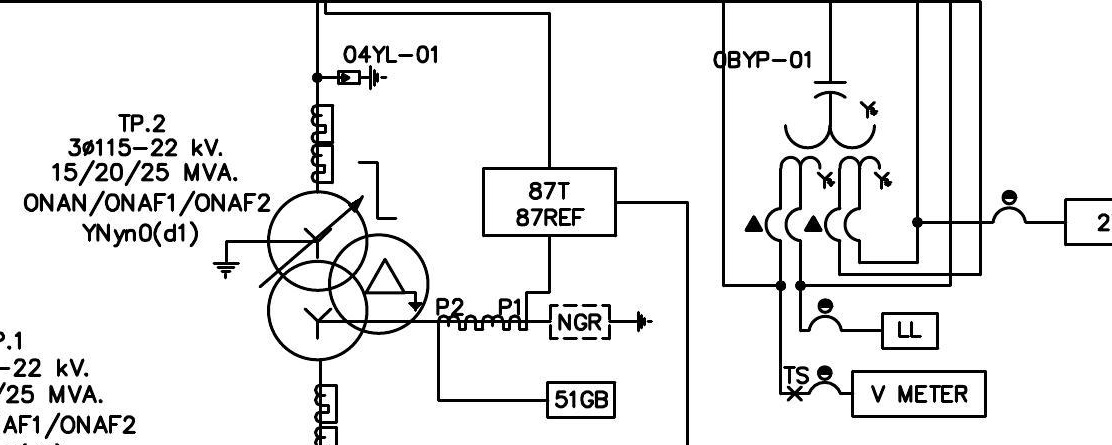 04YL-01
0BYP-01
TP.2
3ø115-22 kV.
15/20/25 MVA.
ONAN/ONAF1/ONAF2
YNyn0(d1)
87T
87REF
2
P2 P1
NGR
LL
P.1
-22 kV.
/25 MVA.
AF1/ONAF2
51GB
TS
V METER